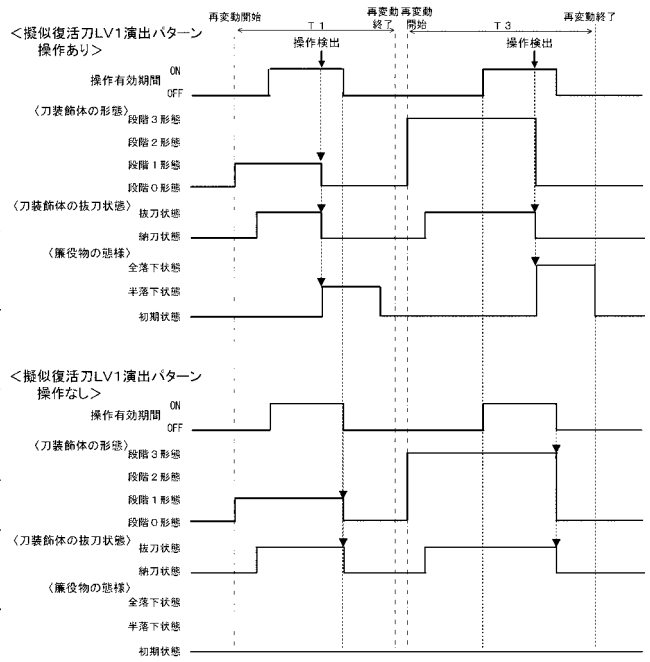 再変動開始
T1
再変動終了
再変動開始
T3
再変動終了
＜擬似復活刀LV1演出パターン
操作あり＞
操作検出
操作検出
操作有効期間
ON
OFF
〈刀装飾体の形態〉
段階３形態
段階２形態
段階１形態
段階０形態
〈刀装飾体の抜刀状態〉
抜刀状態
納刀状態
〈簾役物の態様〉
全落下状態
半落下状態
初期状態
＜擬似復活刀LV1演出パターン
操作なし＞
操作有効期間
ON
OFF
〈刀装飾体の形態〉
段階３形態
段階２形態
段階１形態
段階０形態
〈刀装飾体の抜刀状態〉
抜刀状態
納刀状態
〈簾役物の態様〉
全落下状態
半落下状態
初期状態